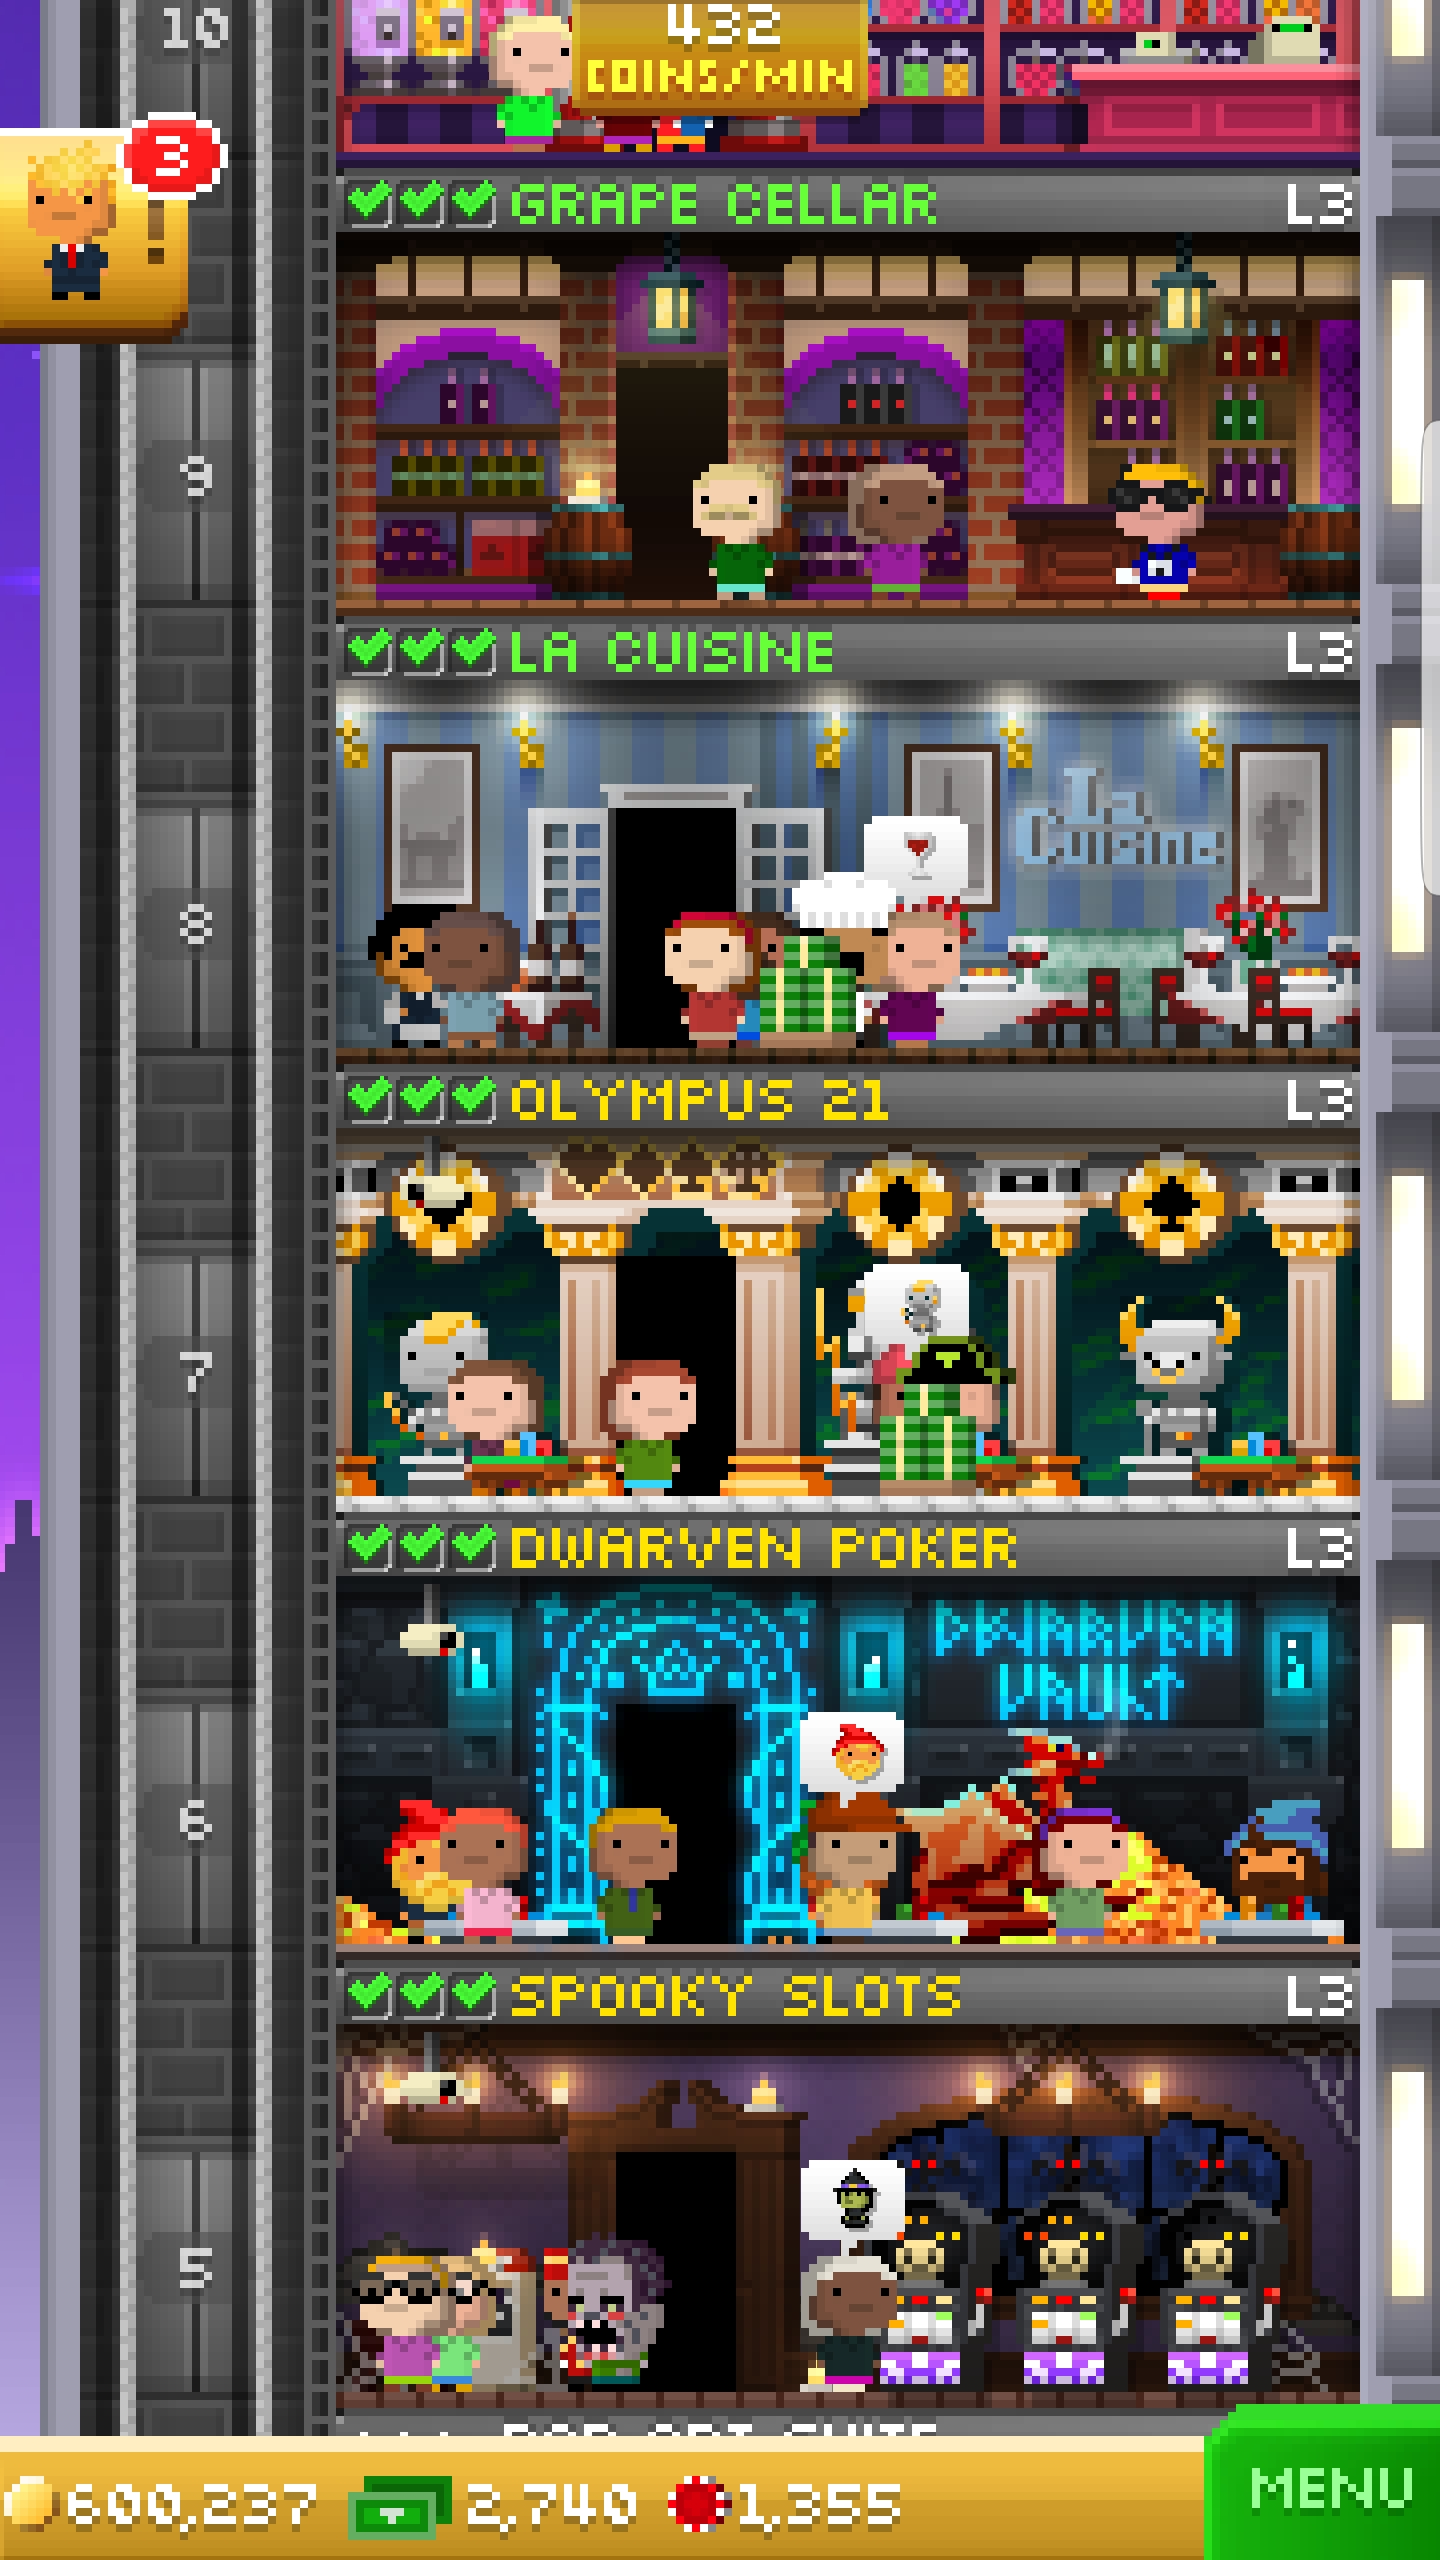 10
432
COINS/MIN
3
!
GRAPE CELLAR L3
9
LA CUISINE L3
La
Cuisine
8
OLYMPUS 21 L3
7
DWARVEN POKER L3
DWARVEN
VAULT
6
SPOOKY SLOTS L3
5
600,237 2,740 1,355
MENU